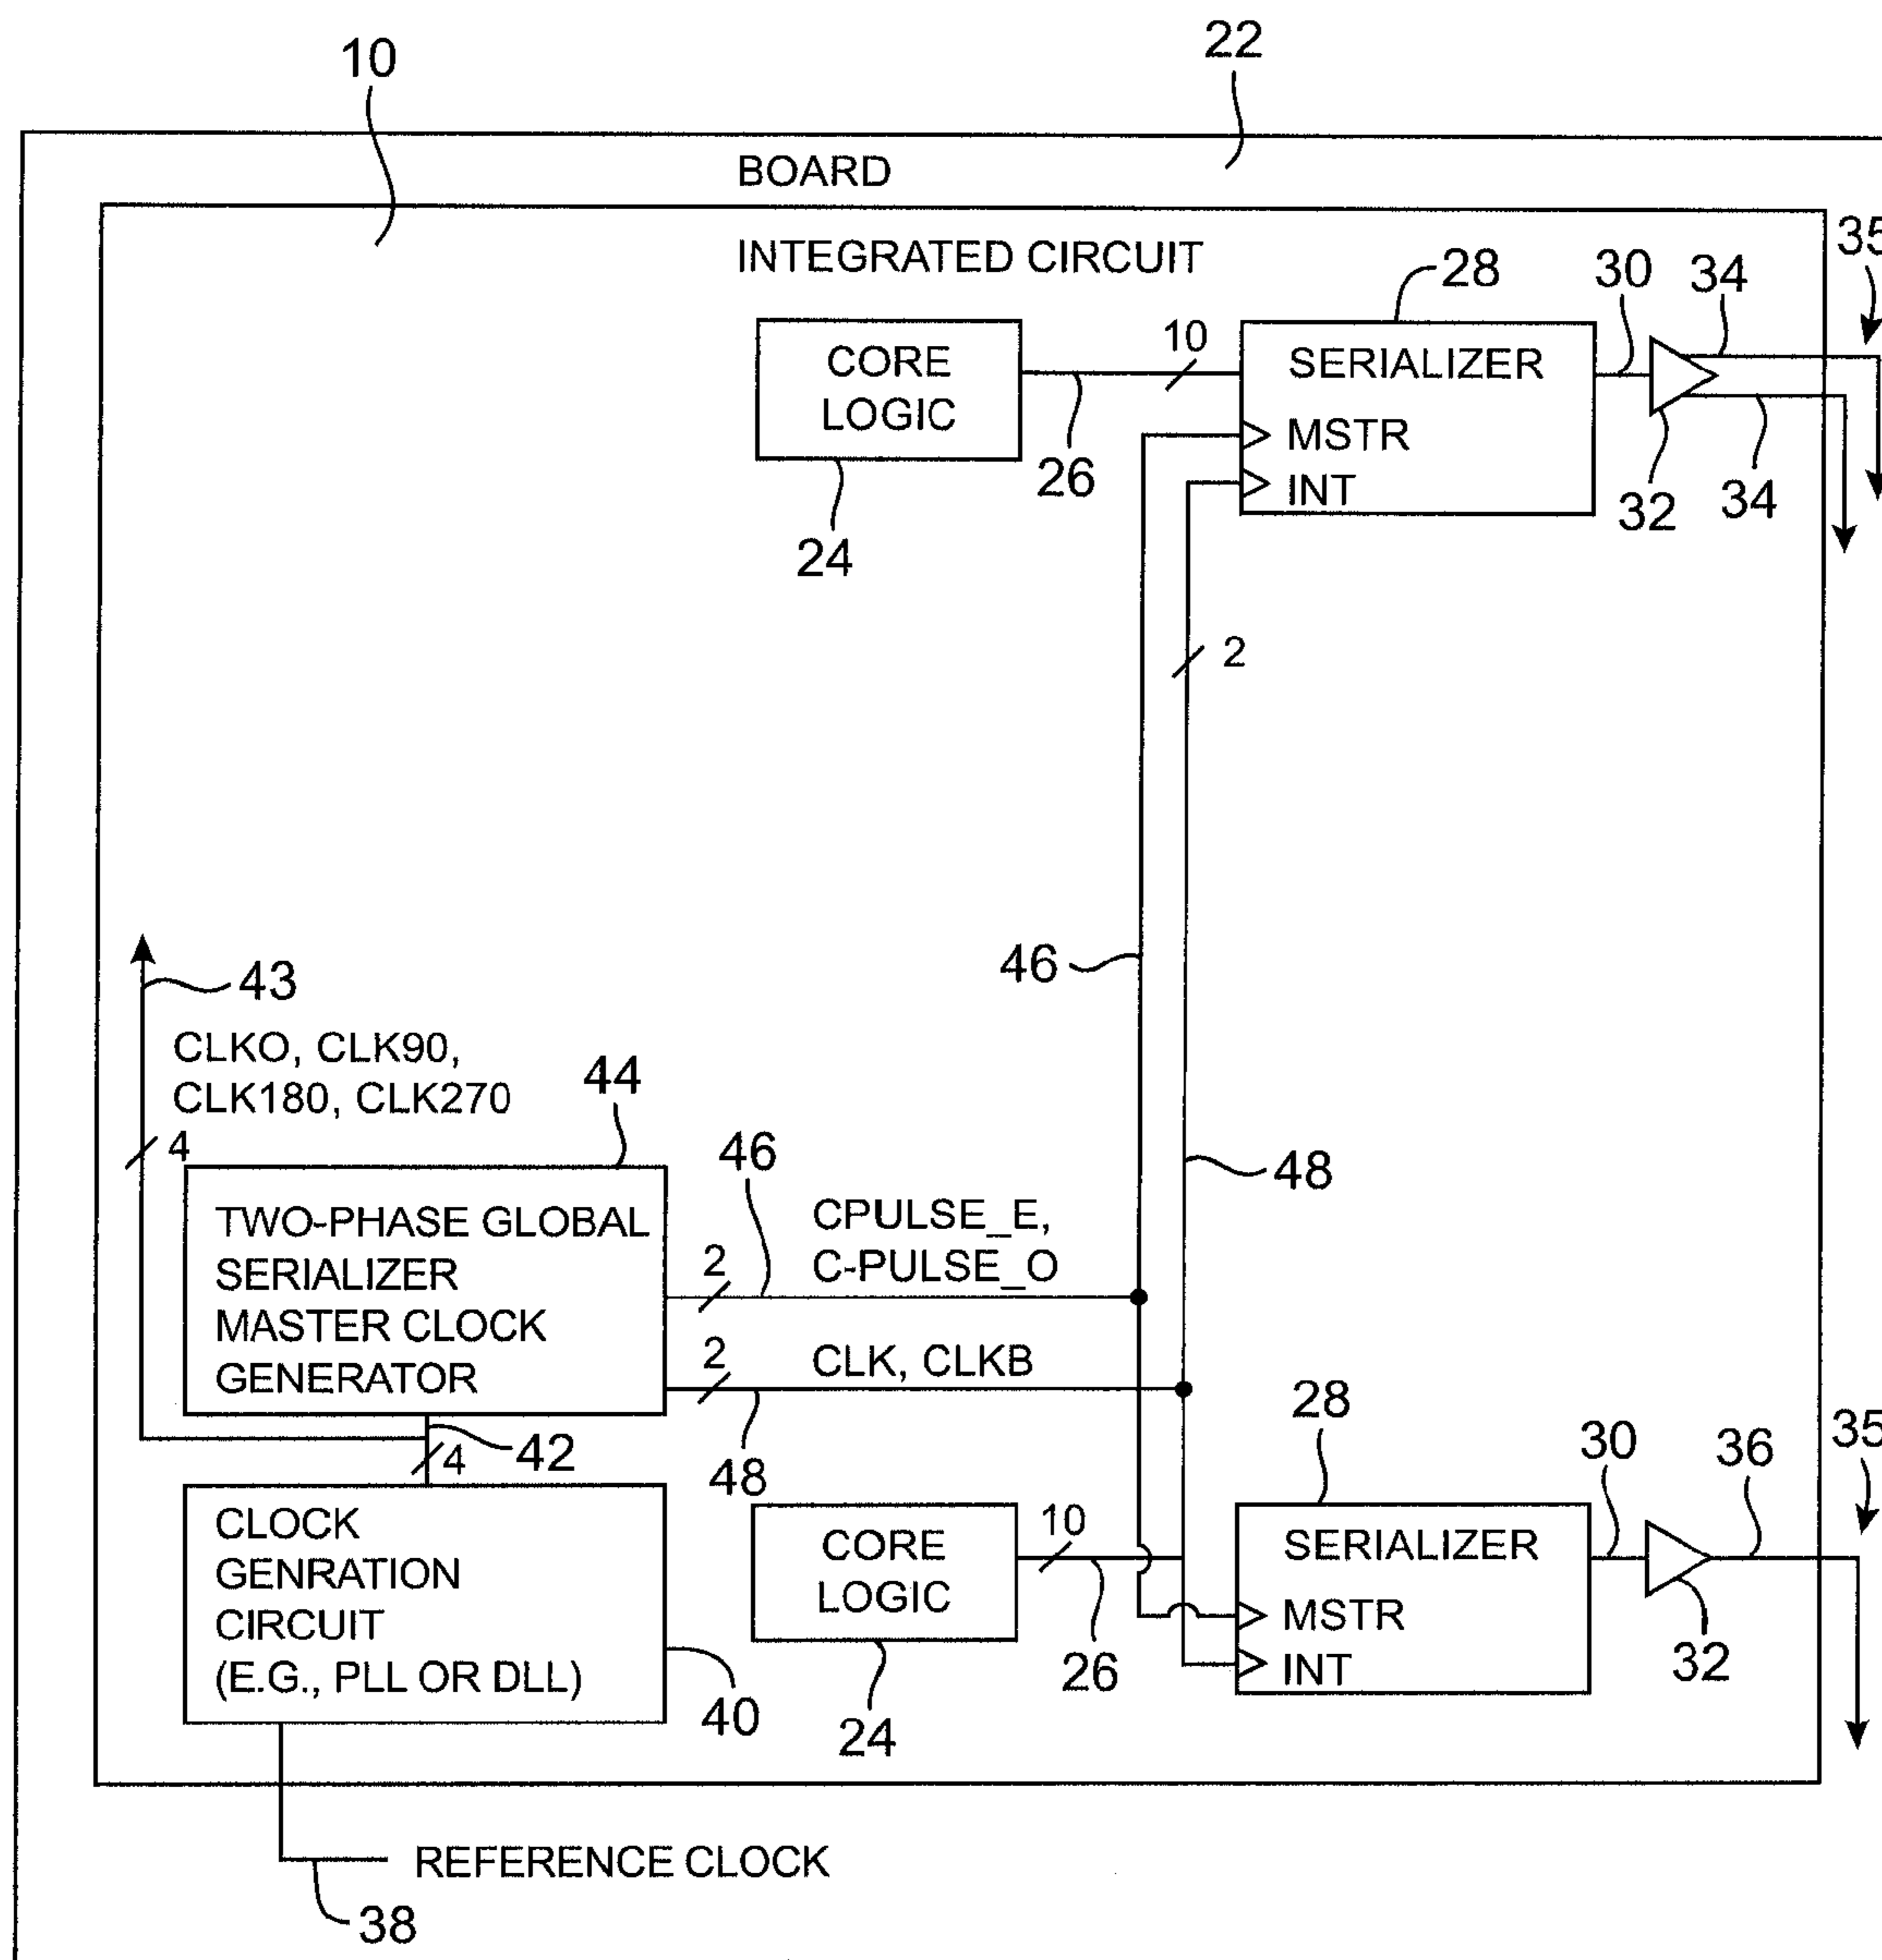 10
22
BOARD
INTEGRATED CIRCUIT
35
28
30
34
CORE
LOGIC
10
SERIALIZER
MSTR
INT
26
24
32
34
2
46
43
CLKO, CLK90,
CLK180, CLK270
4
44
48
TWO-PHASE GLOBAL
SERIALIZER
MASTER CLOCK
GENERATOR
46
2
CPULSE_E,
C-PULSE_O
2
CLK, CLKB
48
42
4
CLOCK
GENRATION
CIRCUIT
(E.G., PLL OR DLL)
40
CORE
LOGIC
10
26
24
28
SERIALIZER
MSTR
INT
30
36
35
32
REFERENCE CLOCK
38